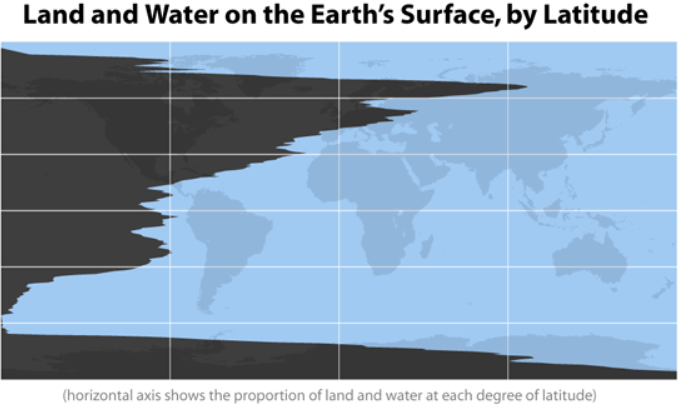 Land and Water on the Earth's Surface, by Latitude
(horizontal axis shows the proportion of land and water at each degree of latitude)